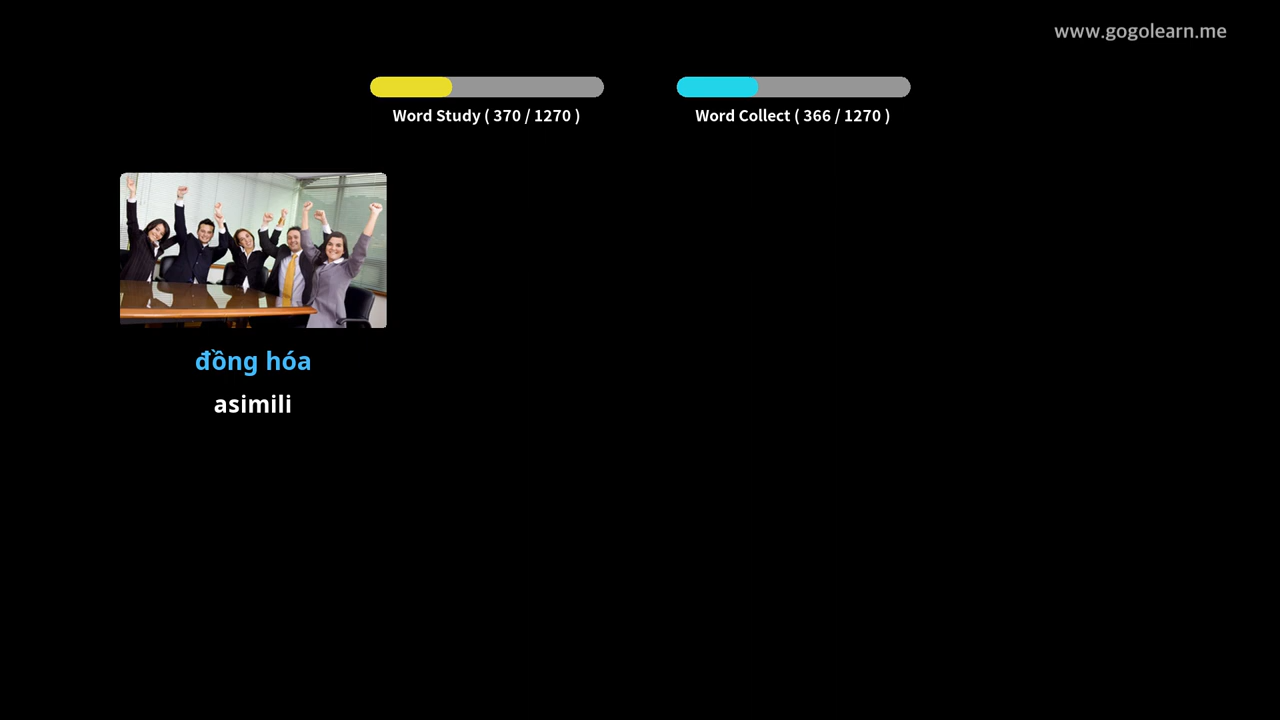 www.gogolearn.me
Word Study ( 370 / 1270 )
Word Collect ( 366 / 1270 )
đồng hóa
asimili